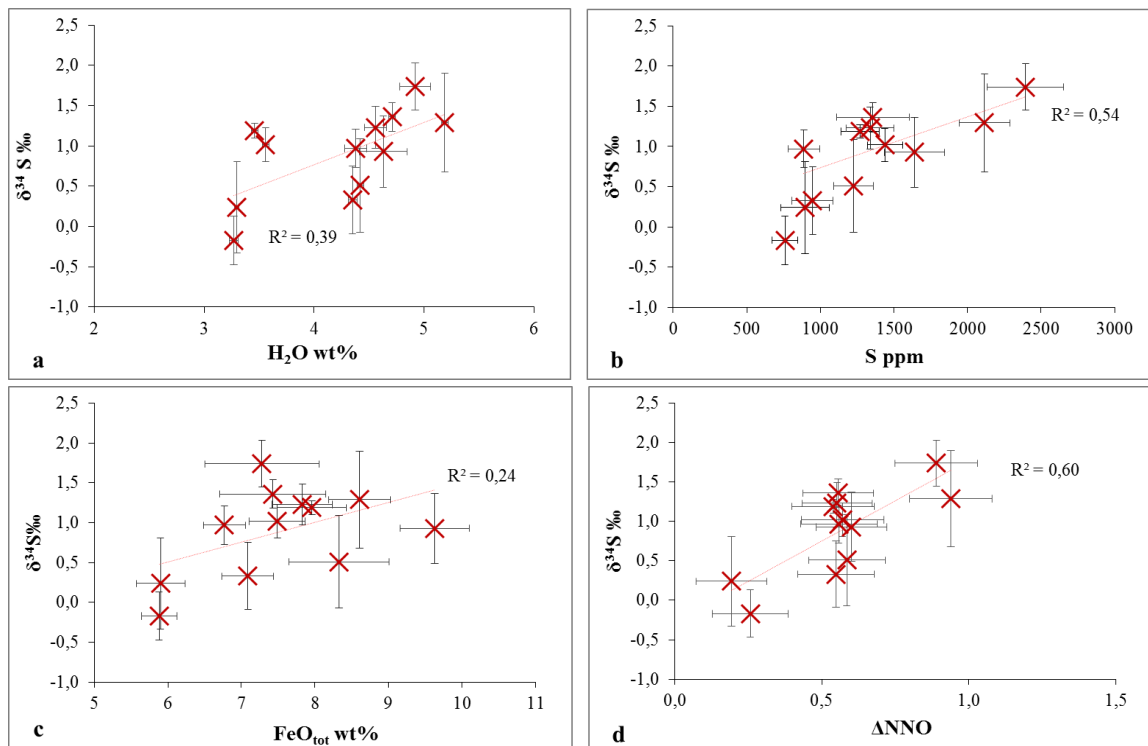 2,5
2,0
1,5
1,0
0,5
0,0
-0,5
-1,0
δ³⁴ S ‰
R² = 0,39
2 3 4 5 6
a
H₂O wt%
2,5
2,0
1,5
1,0
0,5
0,0
-0,5
-1,0
δ³⁴S ‰
R² = 0,54
0 500 1000 1500 2000 2500 3000
b
S ppm
2,5
2,0
1,5
1,0
0,5
0,0
-0,5
-1,0
δ³⁴S‰
R² = 0,24
5 6 7 8 9 10 11
c
FeOₜₒₜ wt%
2,5
2,0
1,5
1,0
0,5
0,0
-0,5
-1,0
δ³⁴S ‰
R² = 0,60
0,0 0,5 1,0 1,5
d
ΔNNO